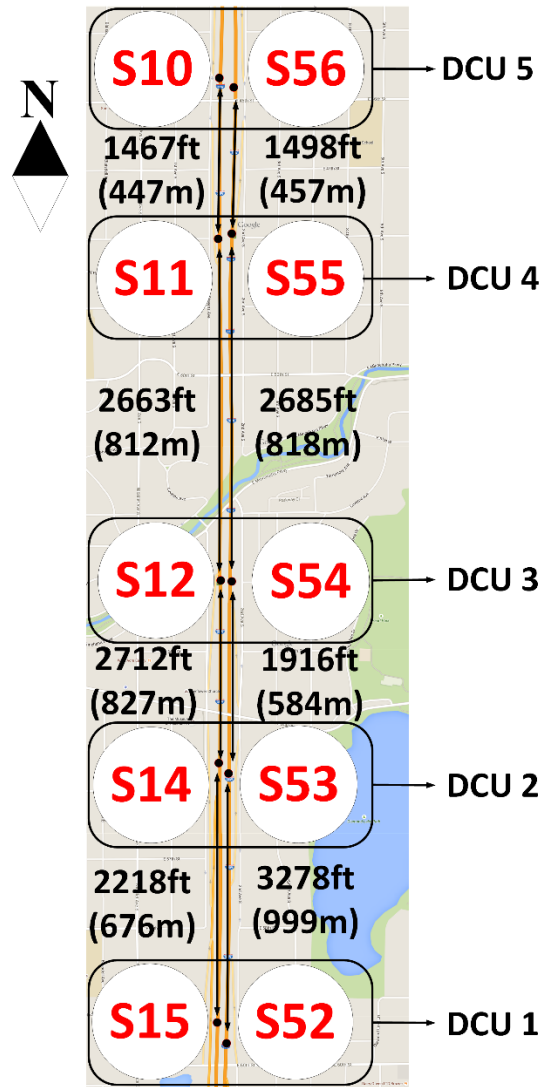 S10 S56 DCU 5
N
1467ft 1498ft
(447m) (457m)
Google
S11 S55 DCU 4
2663ft 2685ft
(812m) (818m)
S12 S54 DCU 3
2712ft 1916ft
(827m) (584m)
S14 S53 DCU 2
2218ft 3278ft
(676m) (999m)
S15 S52 DCU 1